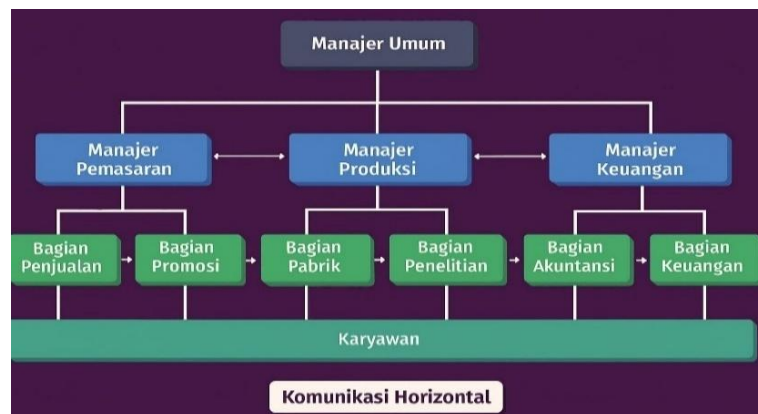 Manajer Umum
Manajer
Pemasaran
Manajer
Produksi
Manajer
Keuangan
Bagian
Penjualan
Bagian
Promosi
Bagian
Pabrik
Bagian
Penelitian
Bagian
Akuntansi
Bagian
Keuangan
Karyawan
Komunikasi Horizontal